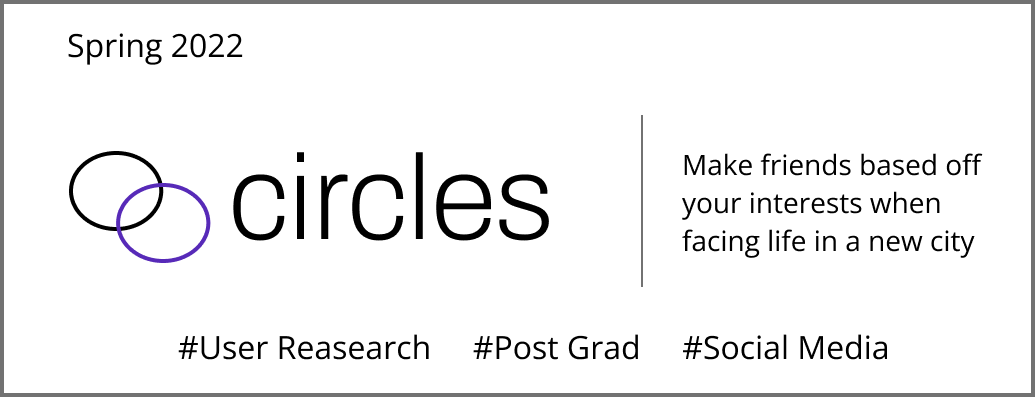 Spring 2022
circles
Make friends based off
your interests when
facing life in a new city
#User Reasearch #Post Grad #Social Media